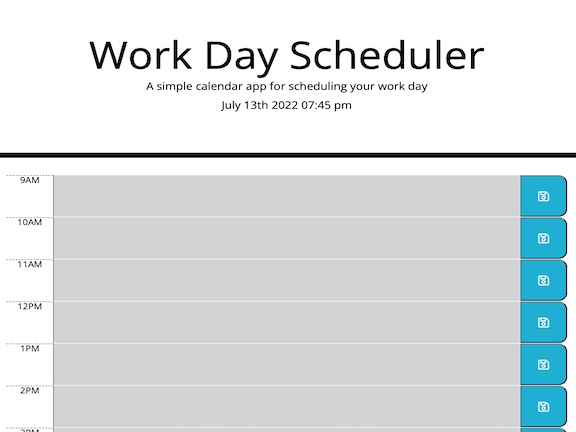 Work Day Scheduler
A simple calendar app for scheduling your work day
July 13th 2022 07:45 pm
9AM
10AM
11AM
12PM
1PM
2PM